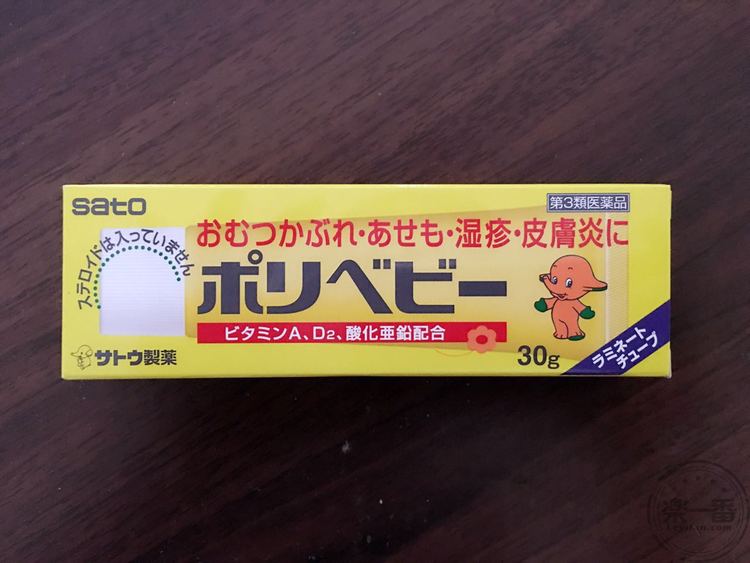 sato
第3類医薬品
ステロイドは入っていません
おむつかぶれ・あせも・湿疹・皮膚炎に
ポリベビー
ビタミンA、D2、酸化亜鉛配合
サトウ製薬
30g
ラミネート
チューブ
楽一番